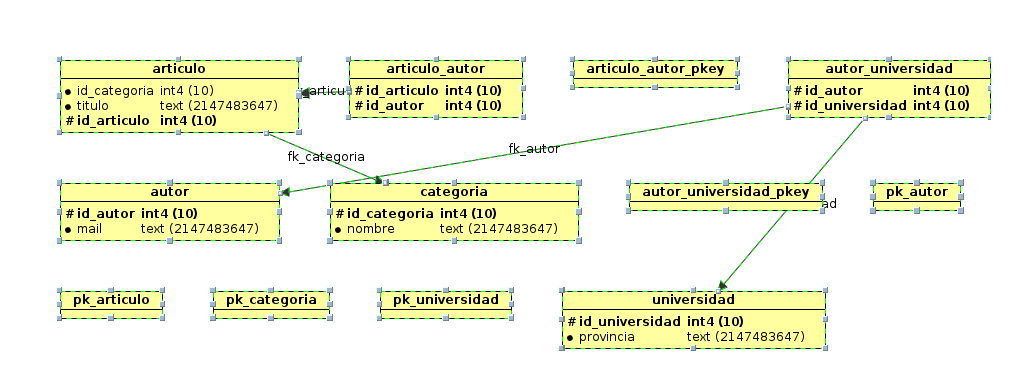 articulo
● id_categoria int4 (10)
● titulo text (2147483647)
# id_articulo int4 (10)
articulo_autor
# id_articulo int4 (10)
# id_autor int4 (10)
articulo_autor_pkey
autor_universidad
# id_autor int4 (10)
# id_universidad int4 (10)
fk_categoria
fk_autor
autor
# id_autor int4 (10)
● mail text (2147483647)
categoria
# id_categoria int4 (10)
● nombre text (2147483647)
autor_universidad_pkey
pk_autor
pk_articulo
pk_categoria
pk_universidad
universidad
# id_universidad int4 (10)
● provincia text (2147483647)